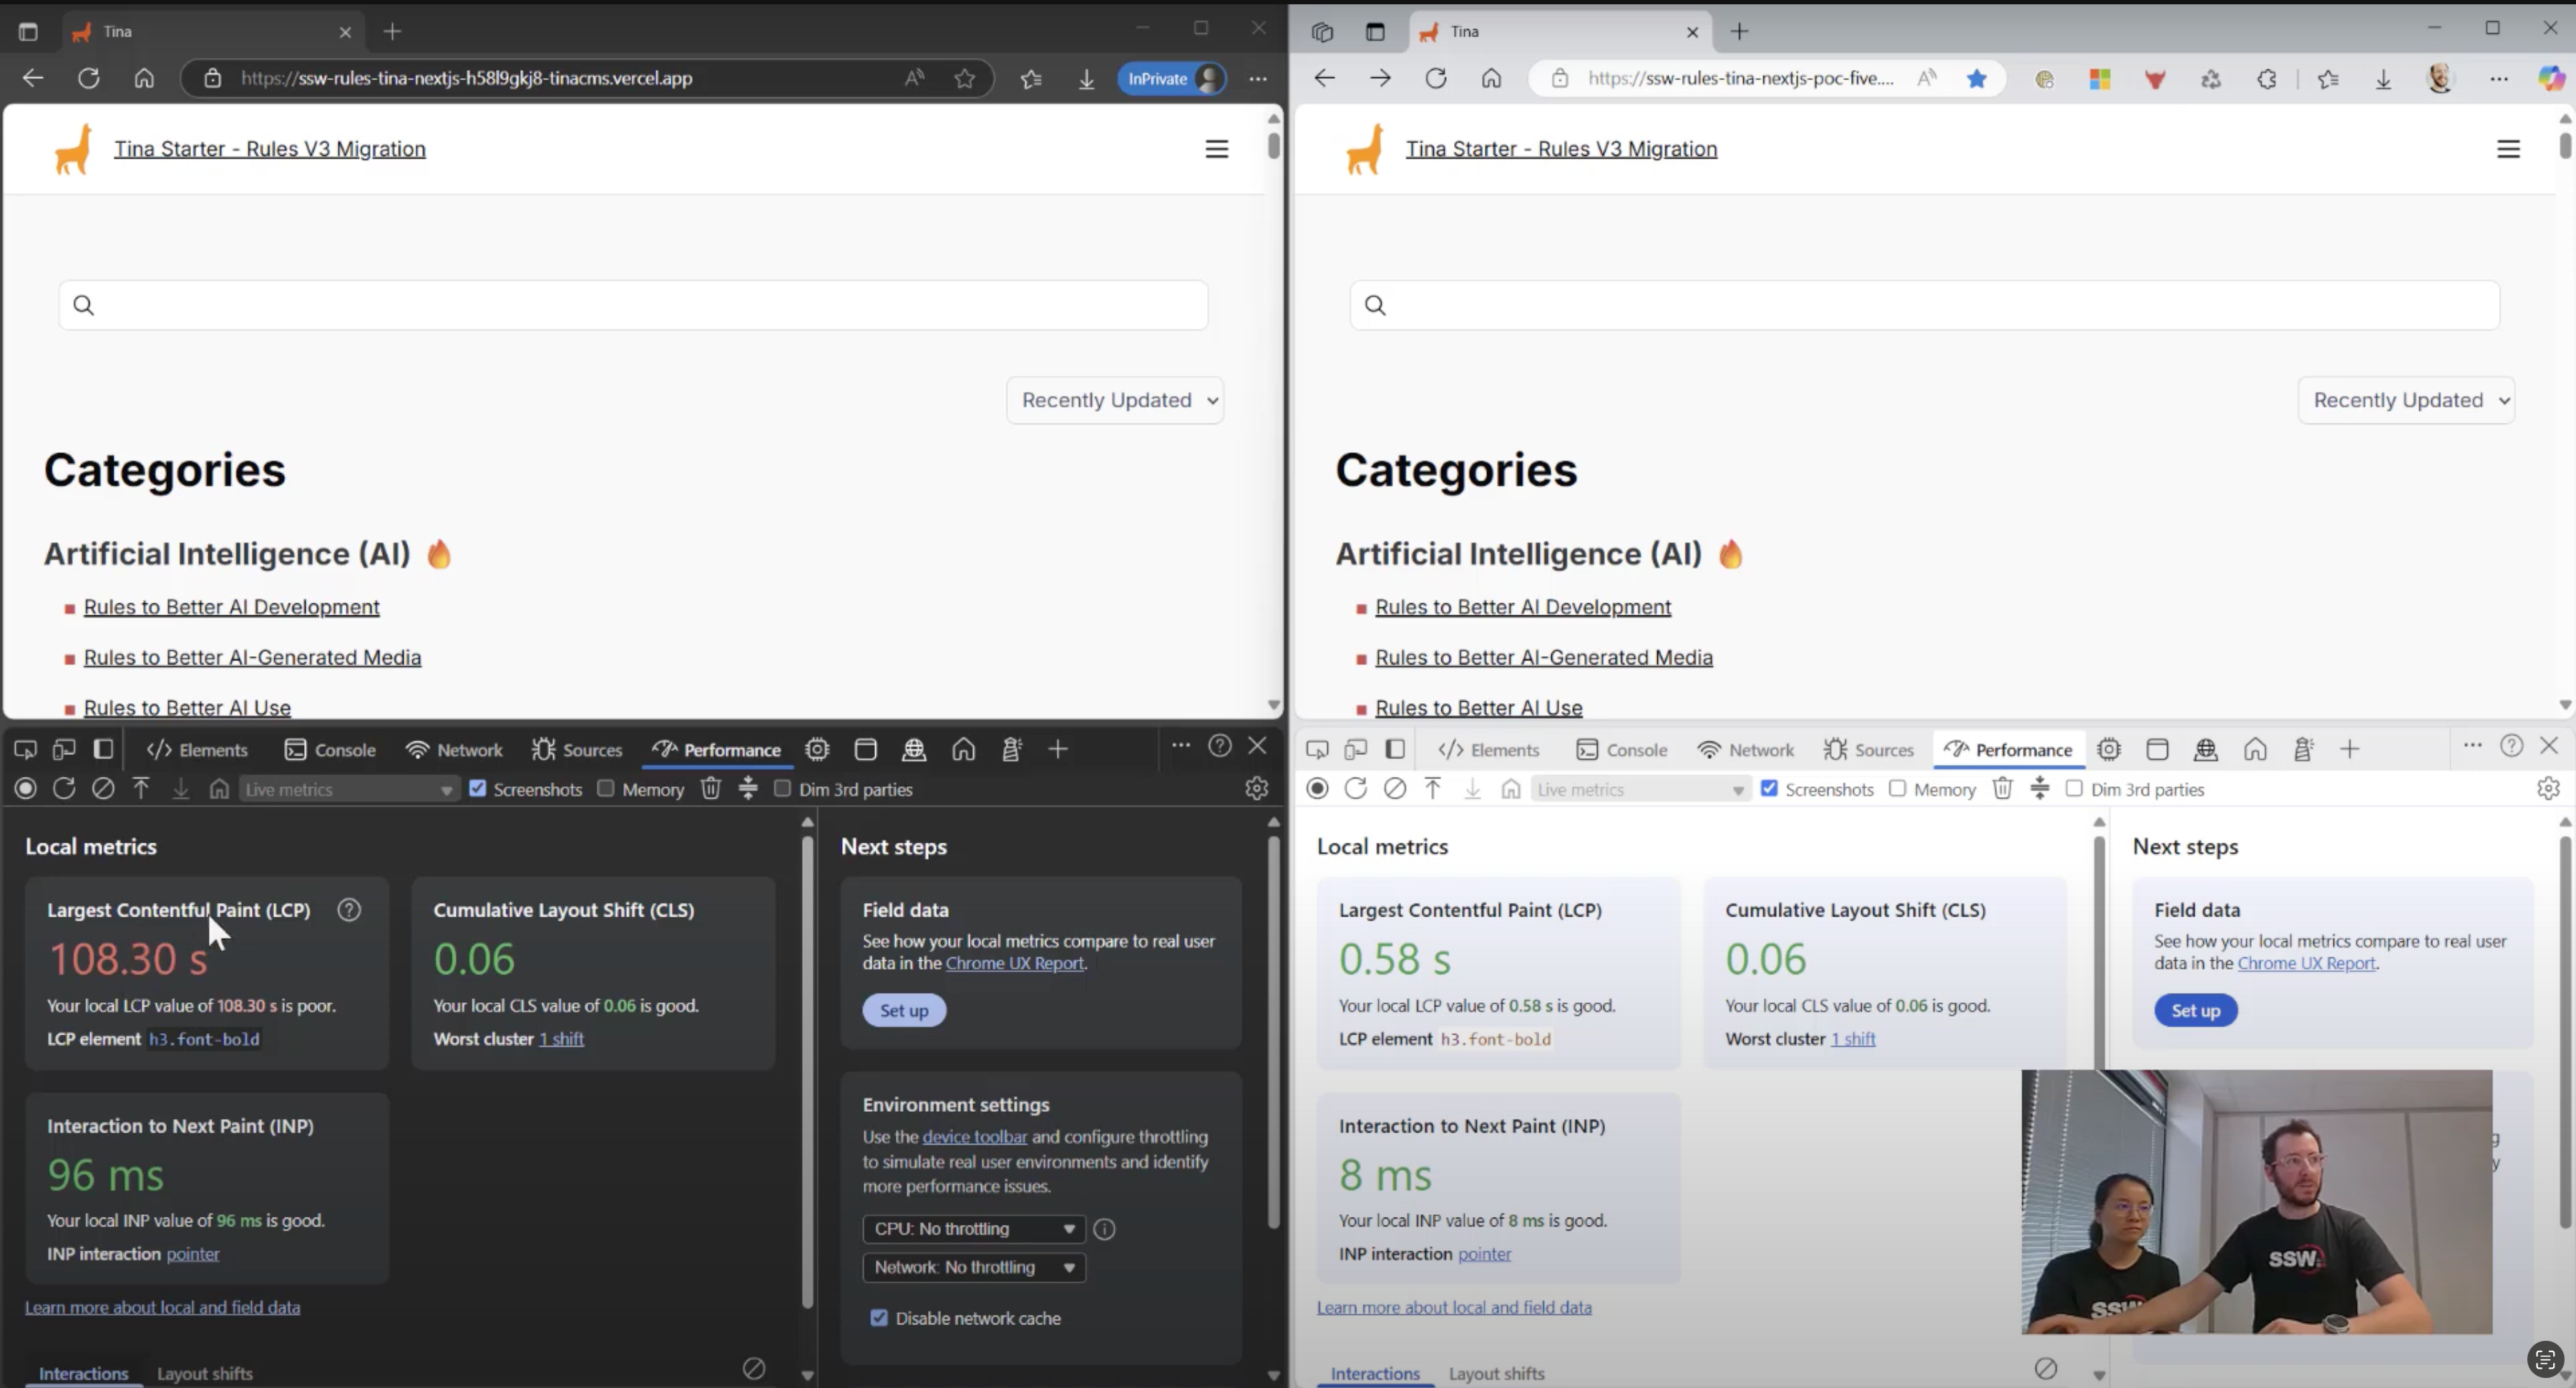 Tina
https://ssw-rules-tina-nextjs-h58l9gkj8-tinacms.vercel.app
InPrivate
Tina Starter - Rules V3 Migration
Recently Updated
Categories
Artificial Intelligence (AI) 🔥
Rules to Better AI Development
Rules to Better AI-Generated Media
Rules to Better AI Use
Elements Console Network Sources Performance
Live metrics Screenshots Memory Dim 3rd parties
Local metrics
Largest Contentful Paint (LCP)
108.30 s
Your local LCP value of 108.30 s is poor.
LCP element h3.font-bold
Cumulative Layout Shift (CLS)
0.06
Your local CLS value of 0.06 is good.
Worst cluster 1 shift
Interaction to Next Paint (INP)
96 ms
Your local INP value of 96 ms is good.
INP interaction pointer
Learn more about local and field data
Interactions Layout shifts
Next steps
Field data
See how your local metrics compare to real user
data in the Chrome UX Report.
Set up
Environment settings
Use the device toolbar and configure throttling
to simulate real user environments and identify
more performance issues.
CPU: No throttling
Network: No throttling
Disable network cache
Tina
https://ssw-rules-tina-nextjs-poc-five....
Tina Starter - Rules V3 Migration
Recently Updated
Categories
Artificial Intelligence (AI) 🔥
Rules to Better AI Development
Rules to Better AI-Generated Media
Rules to Better AI Use
Elements Console Network Sources Performance
Live metrics Screenshots Memory Dim 3rd parties
Local metrics
Largest Contentful Paint (LCP)
0.58 s
Your local LCP value of 0.58 s is good.
LCP element h3.font-bold
Cumulative Layout Shift (CLS)
0.06
Your local CLS value of 0.06 is good.
Worst cluster 1 shift
Interaction to Next Paint (INP)
8 ms
Your local INP value of 8 ms is good.
INP interaction pointer
Learn more about local and field data
Interactions Layout shifts
Next steps
Field data
See how your local metrics compare to real user
data in the Chrome UX Report.
Set up
SSW
SSW